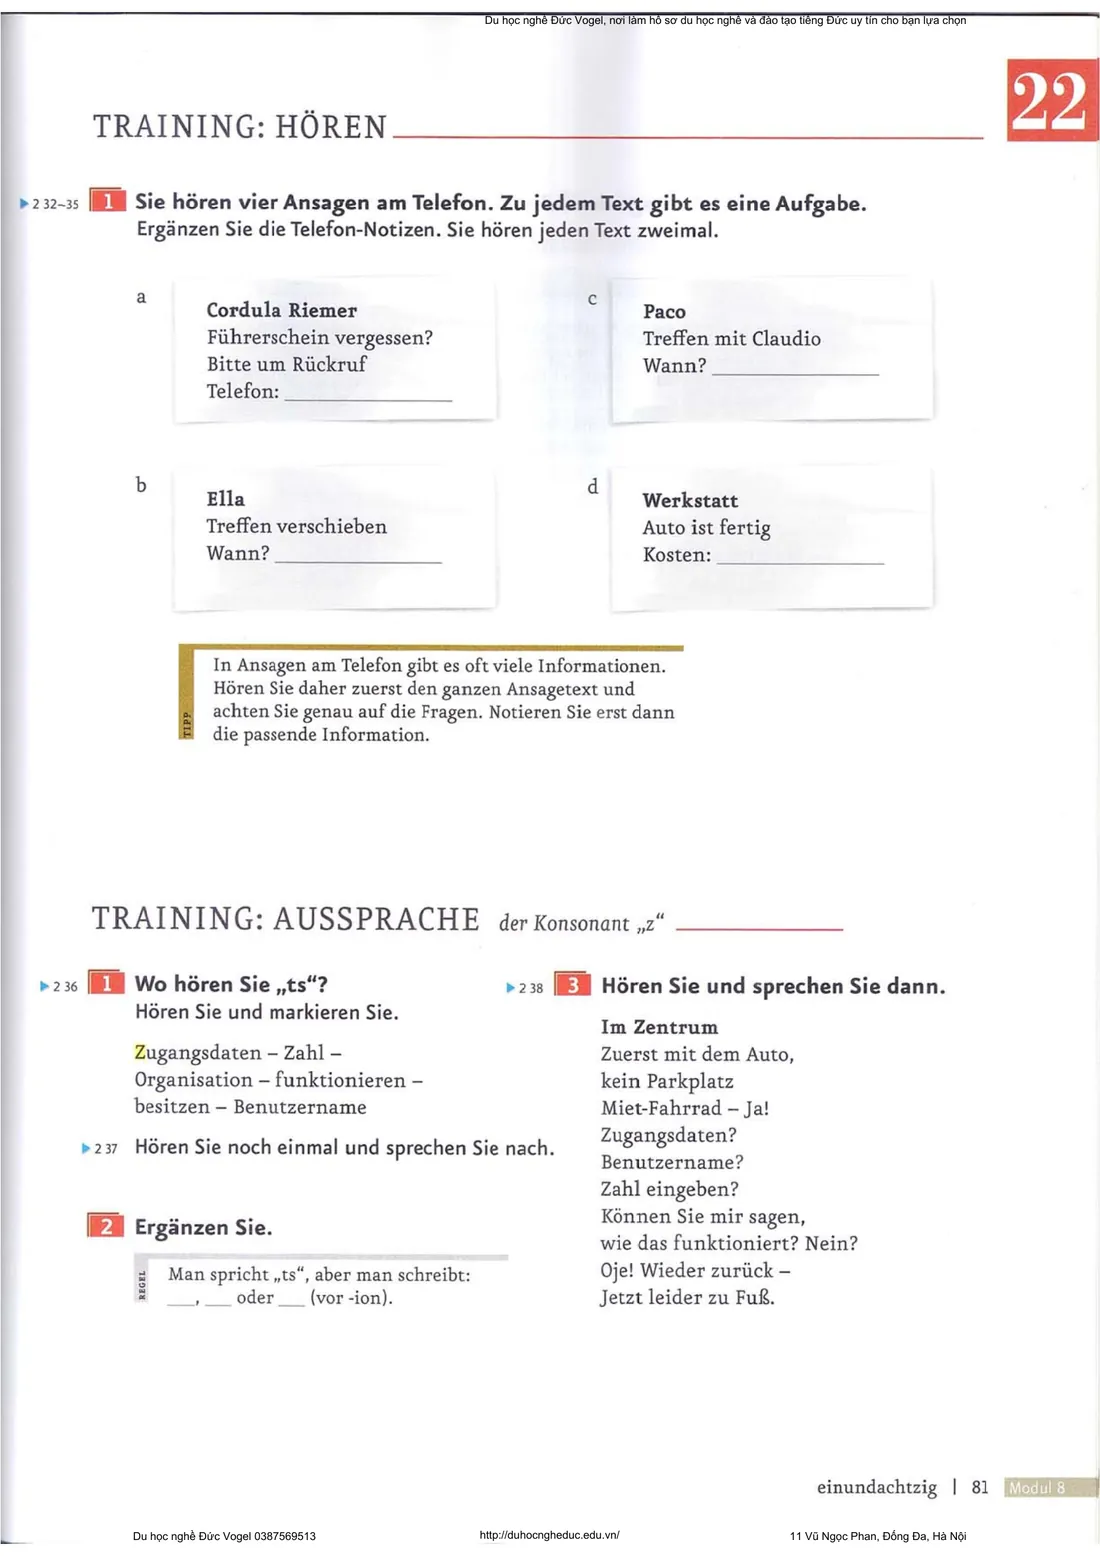 Du học nghề Đức Vogel, nơi làm hồ sơ du học nghề và đào tạo tiếng Đức uy tín cho bạn lựa chọn
22
TRAINING: HÖREN
▶ 2 32–35 1 Sie hören vier Ansagen am Telefon. Zu jedem Text gibt es eine Aufgabe.
Ergänzen Sie die Telefon-Notizen. Sie hören jeden Text zweimal.
a
Cordula Riemer
Führerschein vergessen?
Bitte um Rückruf
Telefon: ____________
c
Paco
Treffen mit Claudio
Wann? ____________
b
Ella
Treffen verschieben
Wann? ____________
d
Werkstatt
Auto ist fertig
Kosten: ____________
TIPP
In Ansagen am Telefon gibt es oft viele Informationen.
Hören Sie daher zuerst den ganzen Ansagetext und
achten Sie genau auf die Fragen. Notieren Sie erst dann
die passende Information.
TRAINING: AUSSPRACHE der Konsonant „z“
▶ 2 36 1 Wo hören Sie „ts“?
Hören Sie und markieren Sie.
Zugangsdaten – Zahl –
Organisation – funktionieren –
besitzen – Benutzername
▶ 2 37 Hören Sie noch einmal und sprechen Sie nach.
2 Ergänzen Sie.
REGEL
Man spricht „ts“, aber man schreibt:
___, ___ oder ___ (vor -ion).
▶ 2 38 3 Hören Sie und sprechen Sie dann.
Im Zentrum
Zuerst mit dem Auto,
kein Parkplatz
Miet-Fahrrad – Ja!
Zugangsdaten?
Benutzername?
Zahl eingeben?
Können Sie mir sagen,
wie das funktioniert? Nein?
Oje! Wieder zurück –
Jetzt leider zu Fuß.
einundachtzig | 81 Modul 8
Du học nghề Đức Vogel 0387569513 http://duhocngheduc.edu.vn/ 11 Vũ Ngọc Phan, Đống Đa, Hà Nội